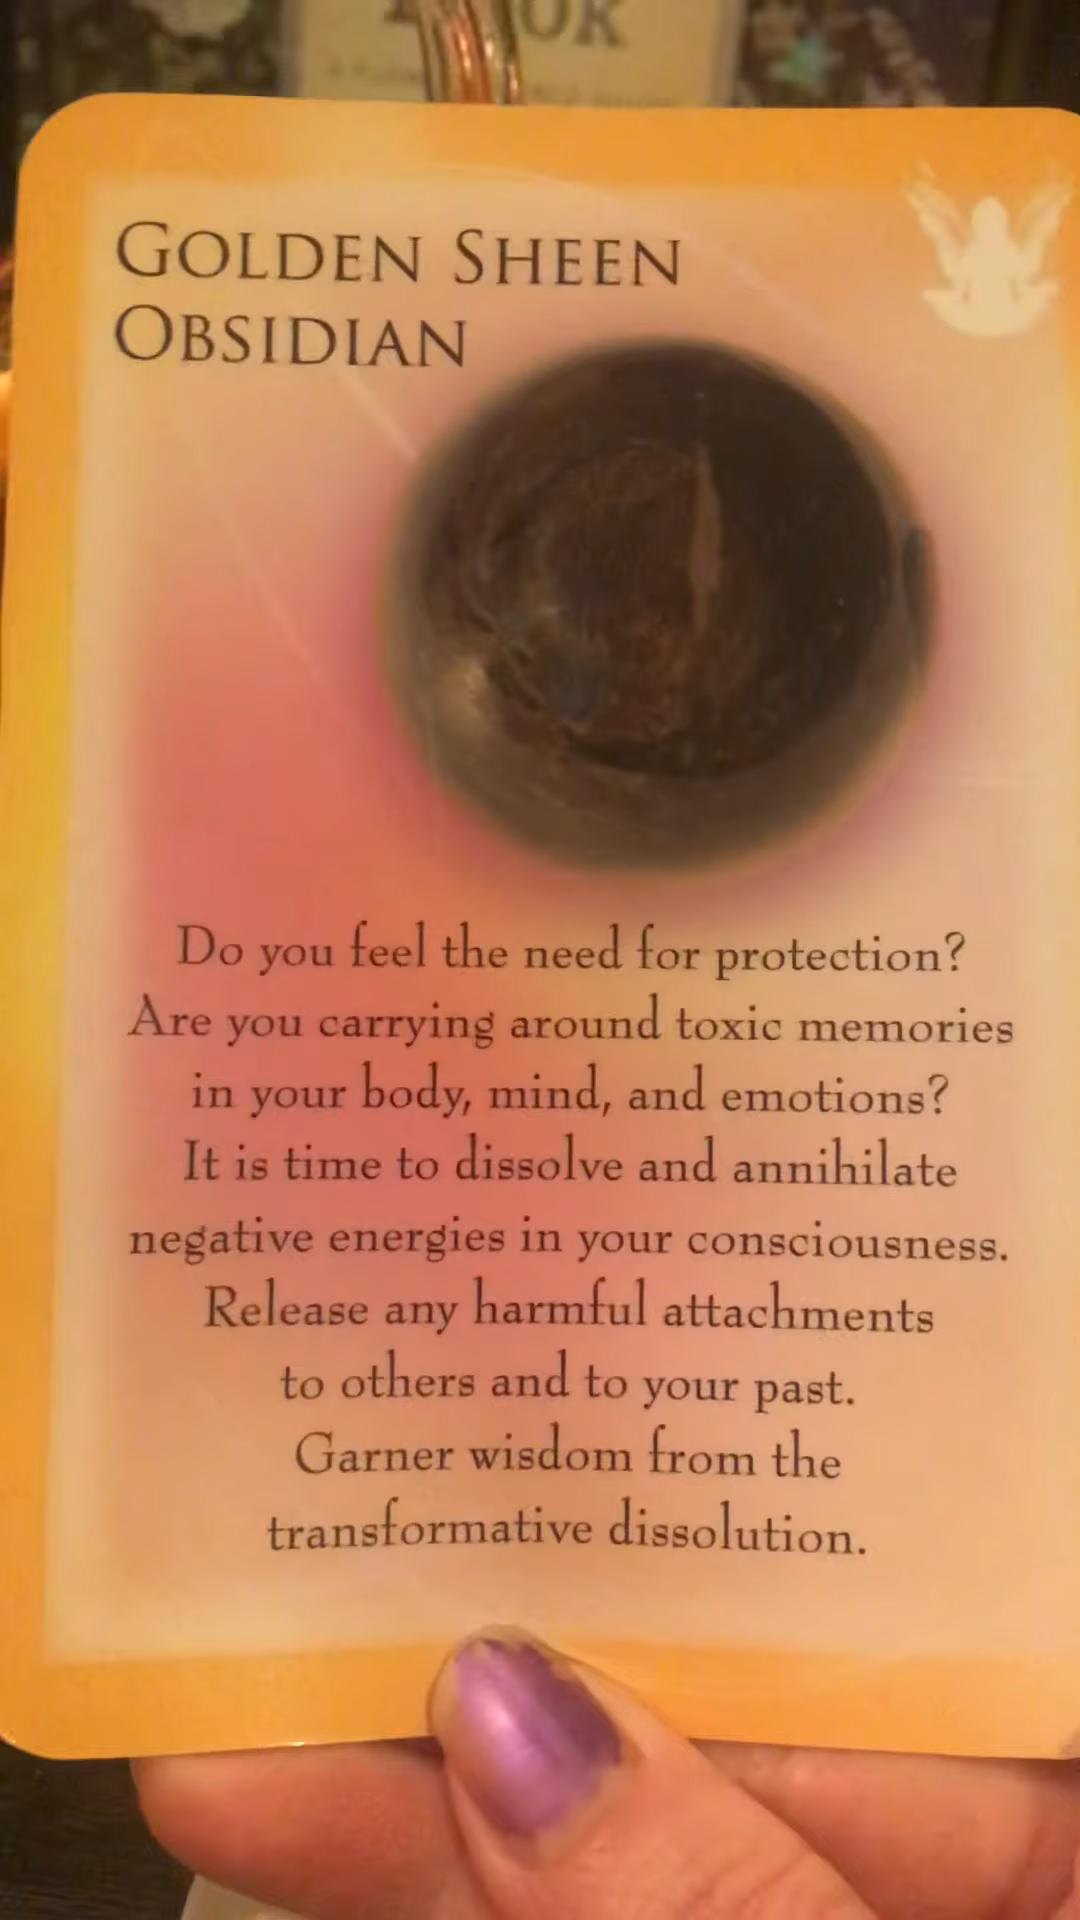 GOLDEN SHEEN
OBSIDIAN
Do you feel the need for protection?
Are you carrying around toxic memories
in your body, mind, and emotions?
It is time to dissolve and annihilate
negative energies in your consciousness.
Release any harmful attachments
to others and to your past.
Garner wisdom from the
transformative dissolution.